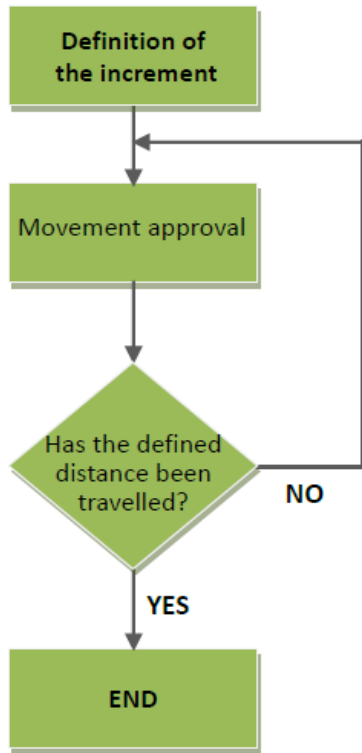 Definition of
the increment
Movement approval
Has the defined
distance been
travelled?
NO
YES
END